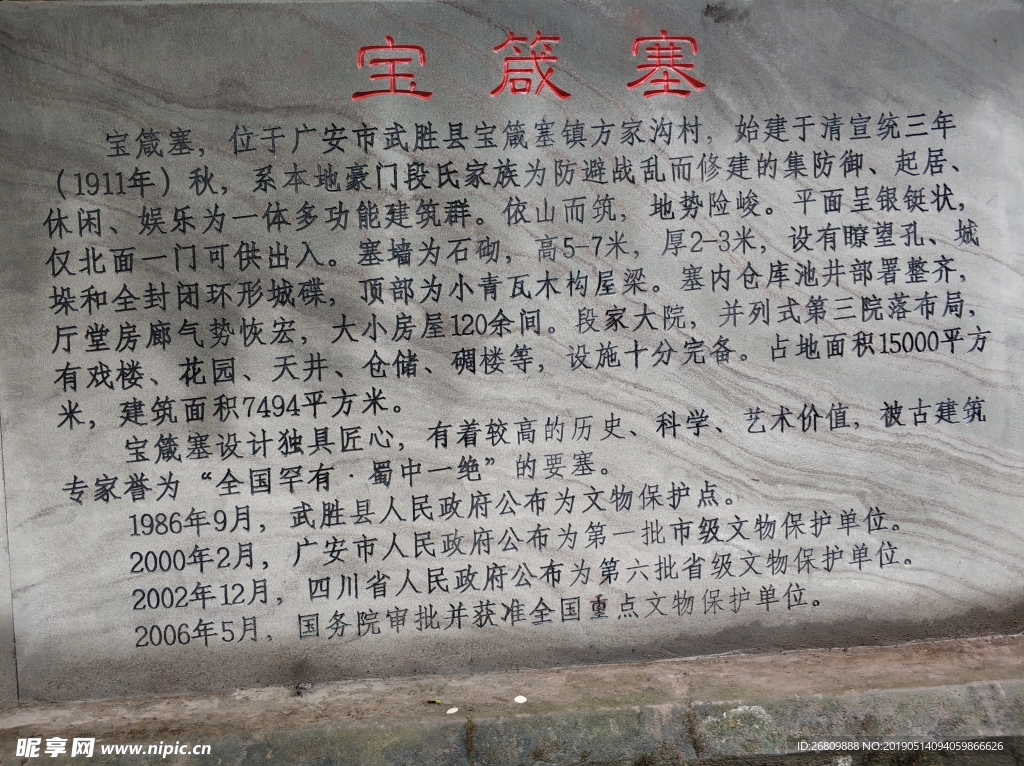 宝箴塞
宝箴塞，位于广安市武胜县宝箴塞镇方家沟村，始建于清宣统三年
（1911年）秋，系本地豪门段氏家族为防避战乱而修建的集防御、起居、
休闲、娱乐为一体多功能建筑群。依山而筑，地势险峻。平面呈银铤状，
仅北面一门可供出入。塞墙为石砌，高5-7米，厚2-3米，设有瞭望孔、城
垛和全封闭环形城碟，顶部为小青瓦木构屋梁。塞内仓库池井部署整齐，
厅堂房廊气势恢宏，大小房屋120余间。段家大院，并列式第三院落布局，
有戏楼、花园、天井、仓储、碉楼等，设施十分完备。占地面积15000平方
米，建筑面积7494平方米。
宝箴塞设计独具匠心，有着较高的历史、科学、艺术价值，被古建筑
专家誉为“全国罕有·蜀中一绝”的要塞。
1986年9月，武胜县人民政府公布为文物保护点。
2000年2月，广安市人民政府公布为第一批市级文物保护单位。
2002年12月，四川省人民政府公布为第六批省级文物保护单位。
2006年5月，国务院审批并获准全国重点文物保护单位。
昵享网 www.nipic.cn
ID:26809888 NO:20190514094059866626